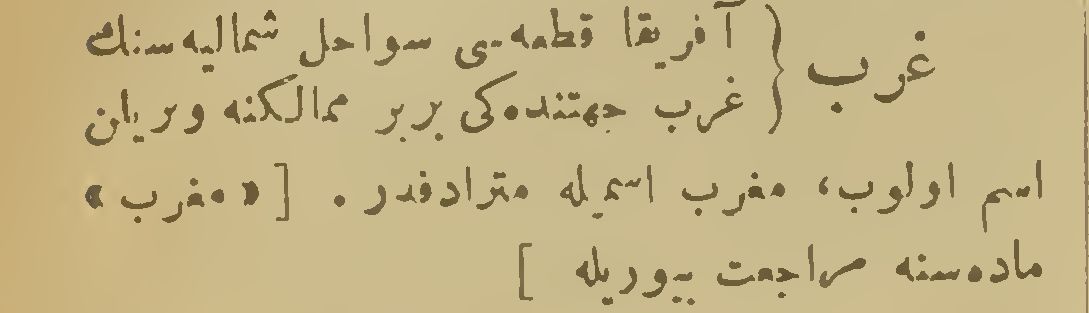 غرب { آفریقا قطعه‌سی سواحل شمالیه‌سنك
غرب جهتنده‌کی بربر ممالکنه ویریلن
اسم اولوب، مغرب اسمیله مترادفدر . [ «مغرب»
ماده‌سنه مراجعت بیوریله ]